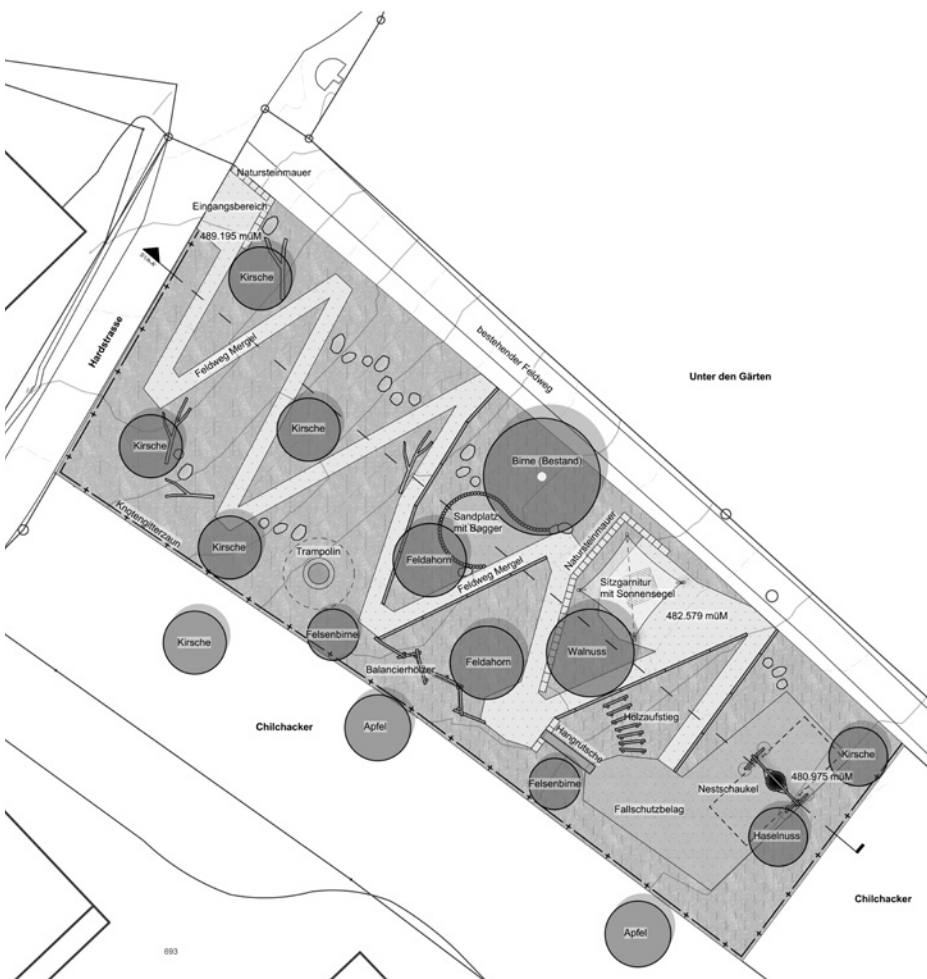 Natursteinmauer
Eingangsbereich
489.195 müM
Kirsche
Hardstrasse
Feldweg Mergel
bestehender Feldweg
Unter den Gärten
Kirsche
Kirsche
Birne (Bestand)
Knotengitterzaun
Sandplatz
mit Bagger
Natursteinmauer
Kirsche
Trampolin
Feldahorn
Feldweg Mergel
Sitzgarnitur
mit Sonnensegel
482.579 müM
Kirsche
Felsenbirne
Balancierhölzer
Feldahorn
Walnuss
Chilchacker
Apfel
Holzaufstieg
Hangrutsche
Kirsche
Felsenbirne
Nestschaukel
480.975 müM
Fallschutzbelag
Haselnuss
Chilchacker
Apfel
693